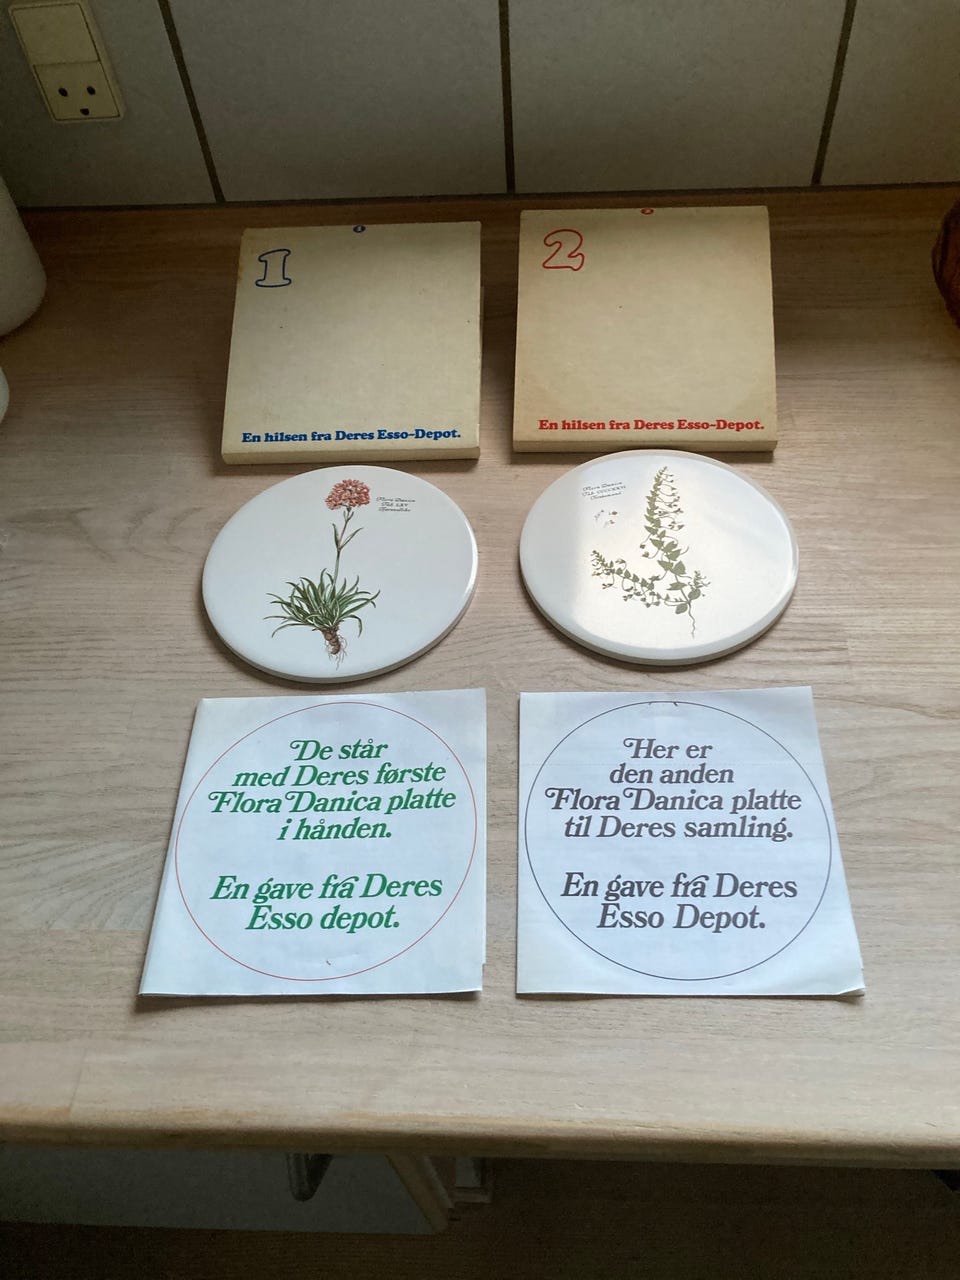 1
1
En hilsen fra Deres Esso-Depot.
2
2
En hilsen fra Deres Esso-Depot.
Flora Danica
Flora Danica
De står
med Deres første
Flora Danica platte
i hånden.
En gave fra Deres
Esso depot.
Her er
den anden
Flora Danica platte
til Deres samling.
En gave fra Deres
Esso Depot.